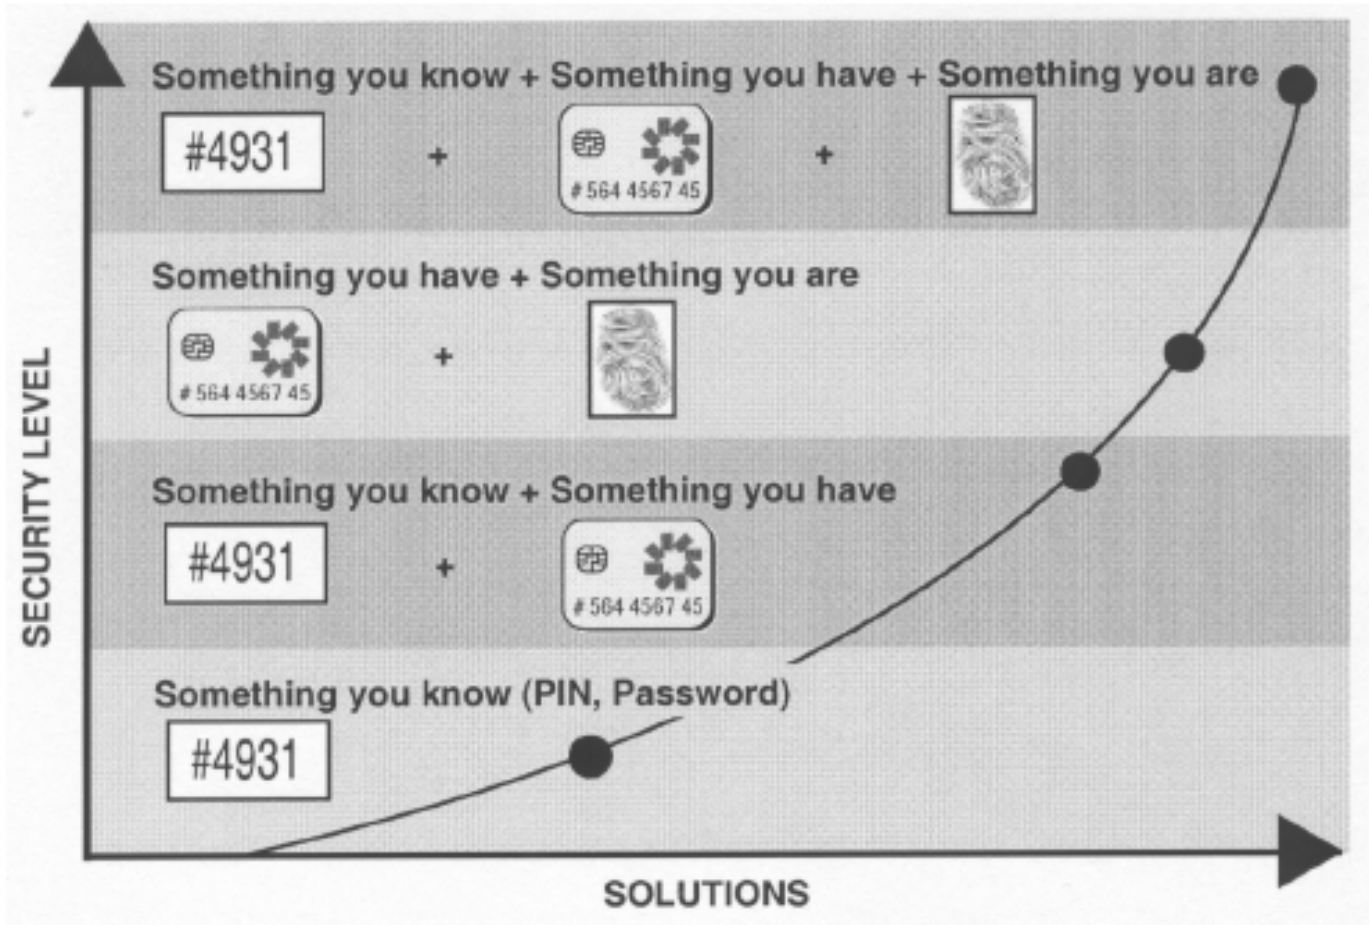 Something you know + Something you have + Something you are
#4931 + # 564 4567 45 +
Something you have + Something you are
# 564 4567 45 +
Something you know + Something you have
#4931 + # 564 4567 45
Something you know (PIN, Password)
#4931
SECURITY LEVEL
SOLUTIONS